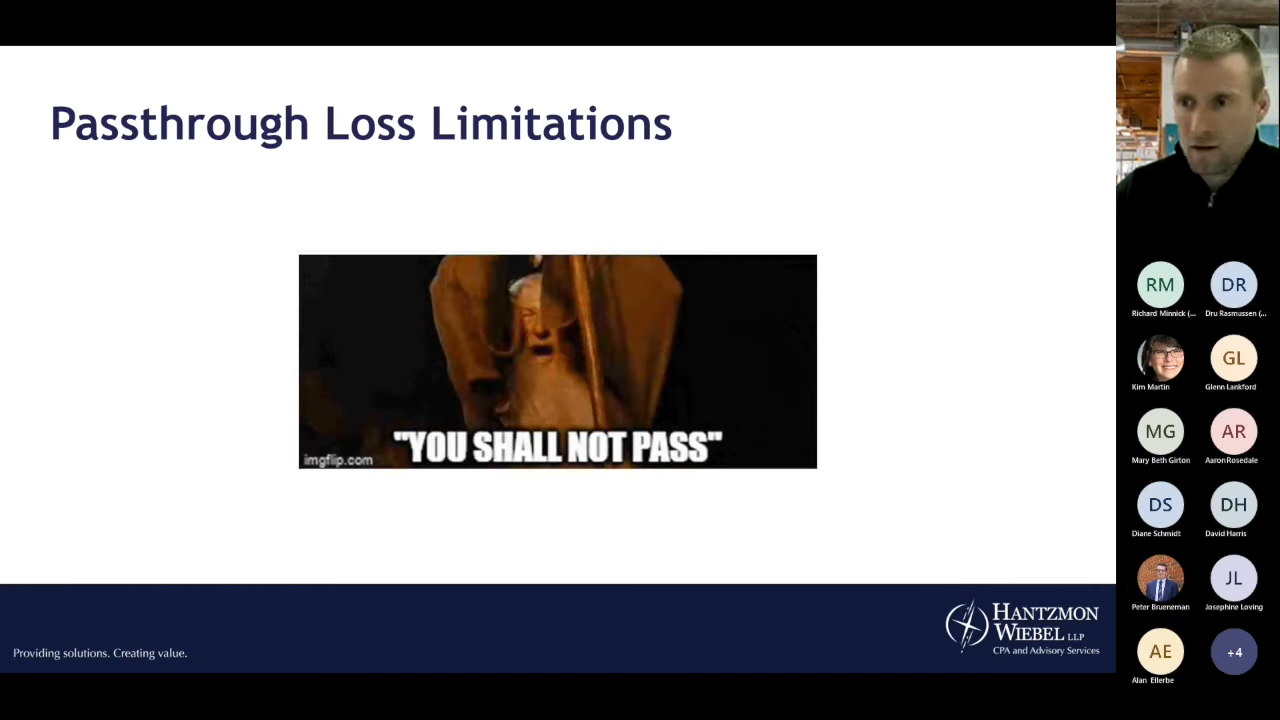 Passthrough Loss Limitations
"YOU SHALL NOT PASS"
imgflip.com
Providing solutions. Creating value.
HANTZMON
WIEBEL LLP
CPA and Advisory Services
RM
DR
Richard Minnick (...
Dru Rasmussen (...
GL
Kim Martin
Glenn Lankford
MG
AR
Mary Beth Girton
Aaron Rosedale
DS
DH
Diane Schmidt
David Harris
JL
Peter Brueneman
Josephine Loving
AE
+4
Alan Ellerbe